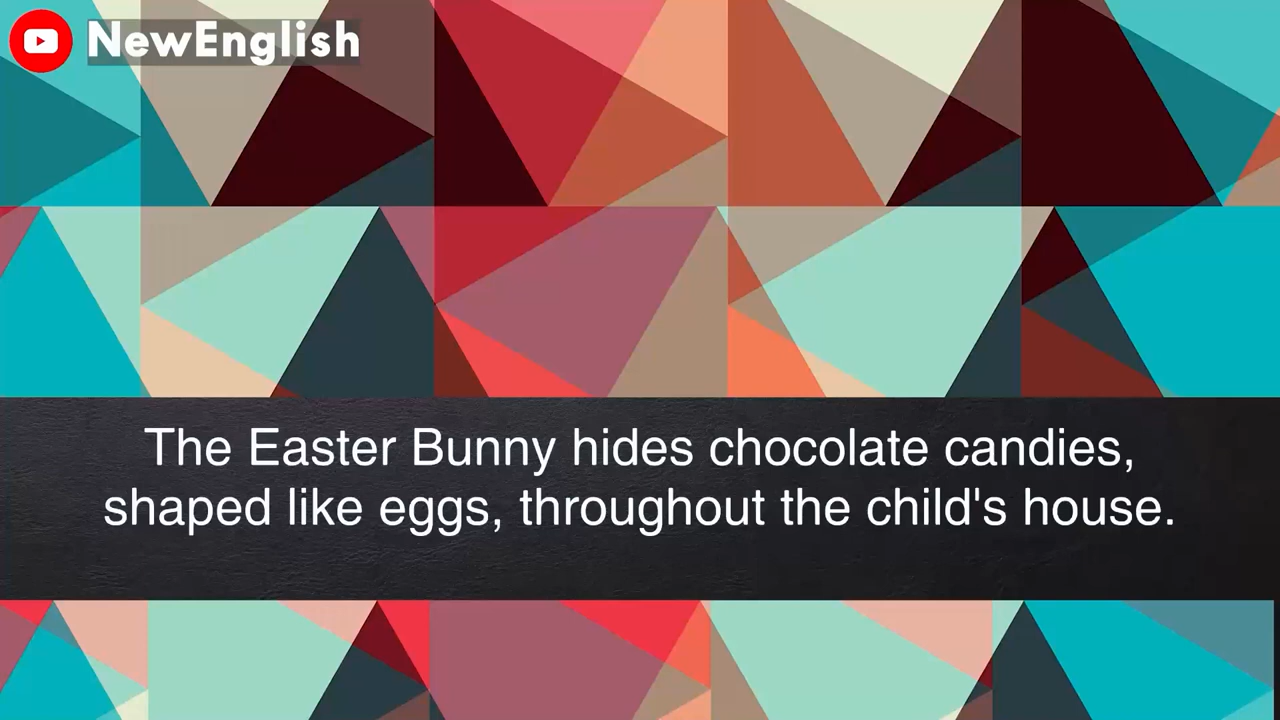 NewEnglish
The Easter Bunny hides chocolate candies,
shaped like eggs, throughout the child's house.